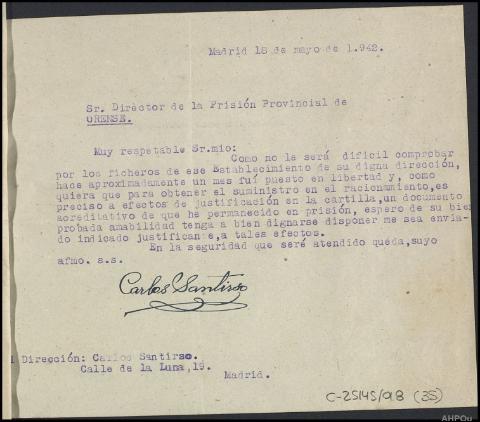 Madrid 18 de mayo de 1.942.
Sr. Director de la Prisión Provincial de
ORENSE.
Muy respetable Sr.mio:
Como no le será dificil comprobar
por los ficheros de ese Establecimiento de su digna dirección,
hace aproximadamente un mes fuí puesto en libertad y, como
quiera que para obtener el suministro en el racionamiento,es
preciso a efectos de justificación en la cartilla,un documento
acreditativo de que he permanecido en prisión, espero de su bien
probada amabilidad tenga a bien dignarse disponer me sea envia-
do indicado justificante,a tales efectos.
En la seguridad que seré atendido queda,suyo
afmo. s.s.
Carlos Santirso
Dirección: Carlos Santirso.
Calle de la Luna,19.
Madrid.
C-25145/018 (35)
AHPOu